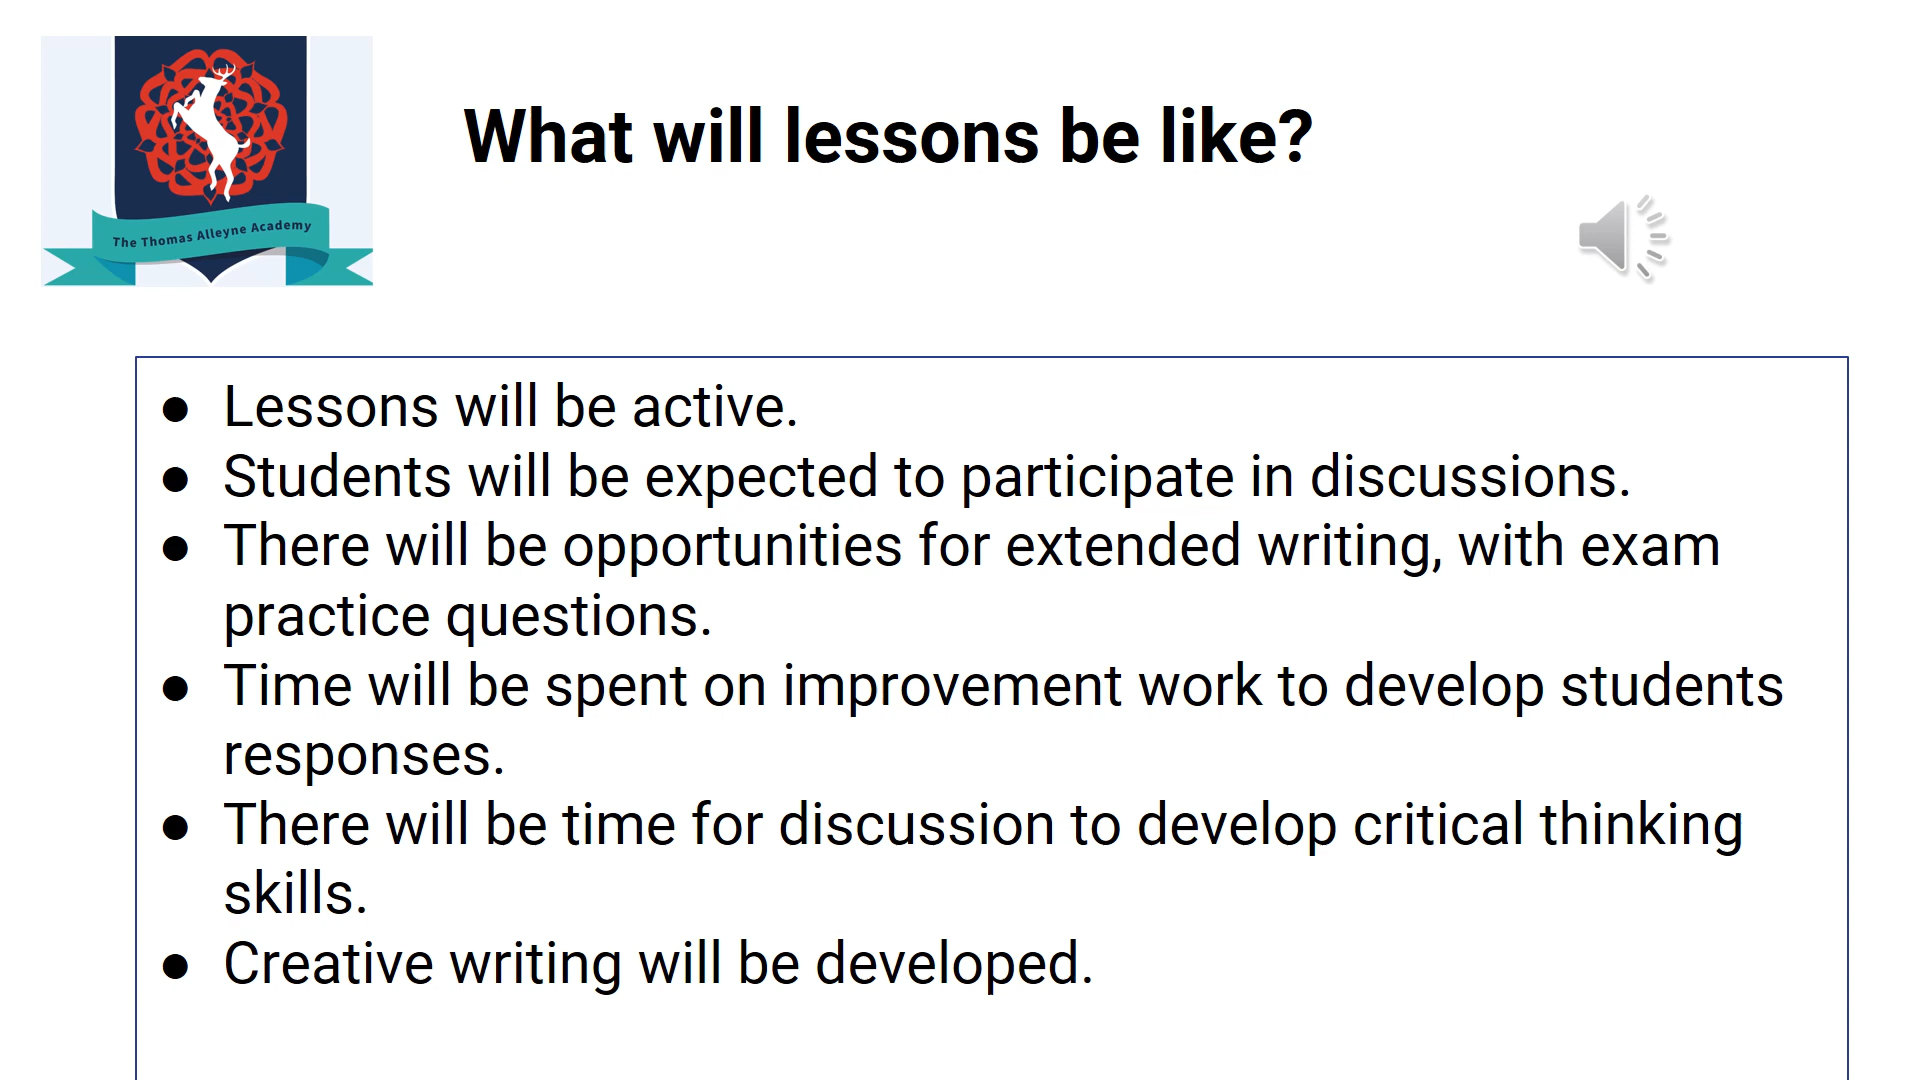 The Thomas Alleyne Academy
What will lessons be like?
● Lessons will be active.
● Students will be expected to participate in discussions.
● There will be opportunities for extended writing, with exam
practice questions.
● Time will be spent on improvement work to develop students
responses.
● There will be time for discussion to develop critical thinking
skills.
● Creative writing will be developed.